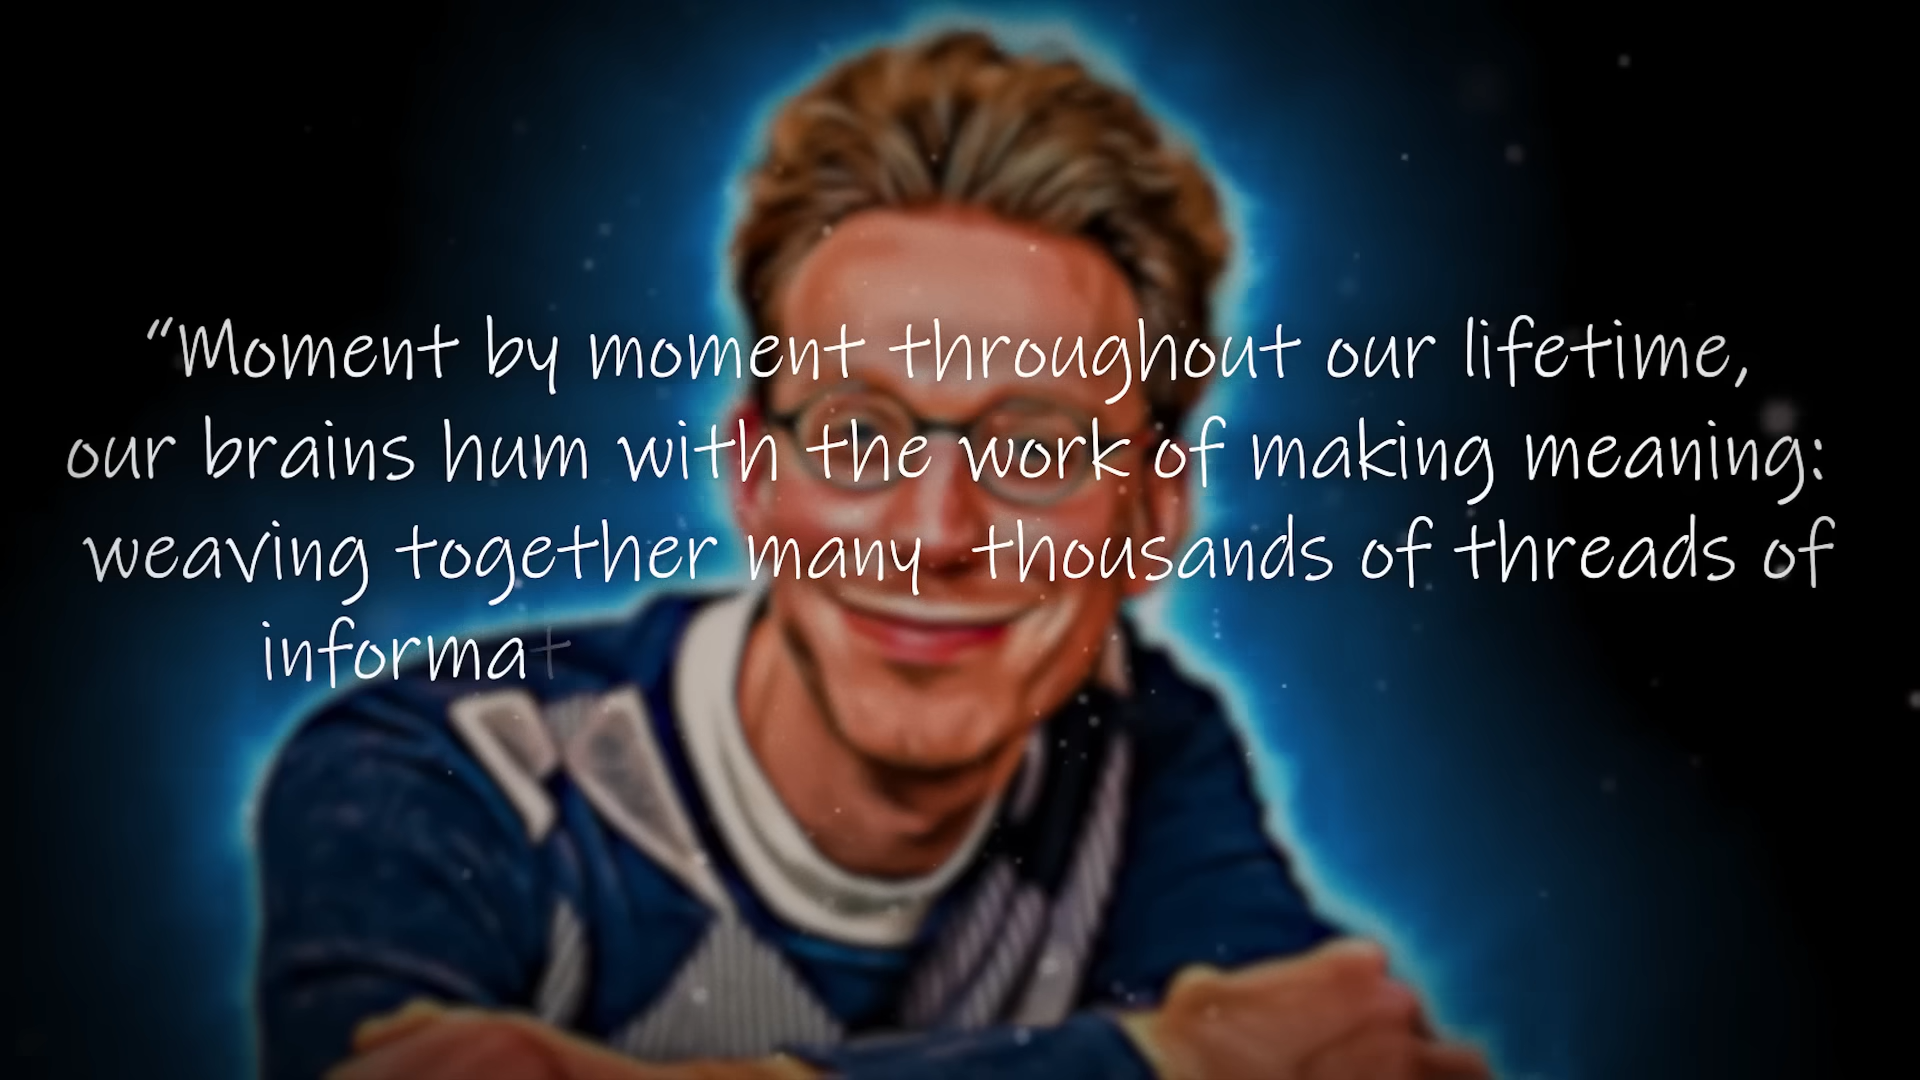 “Moment by moment throughout our lifetime,
our brains hum with the work of making meaning:
weaving together many thousands of threads of
informat